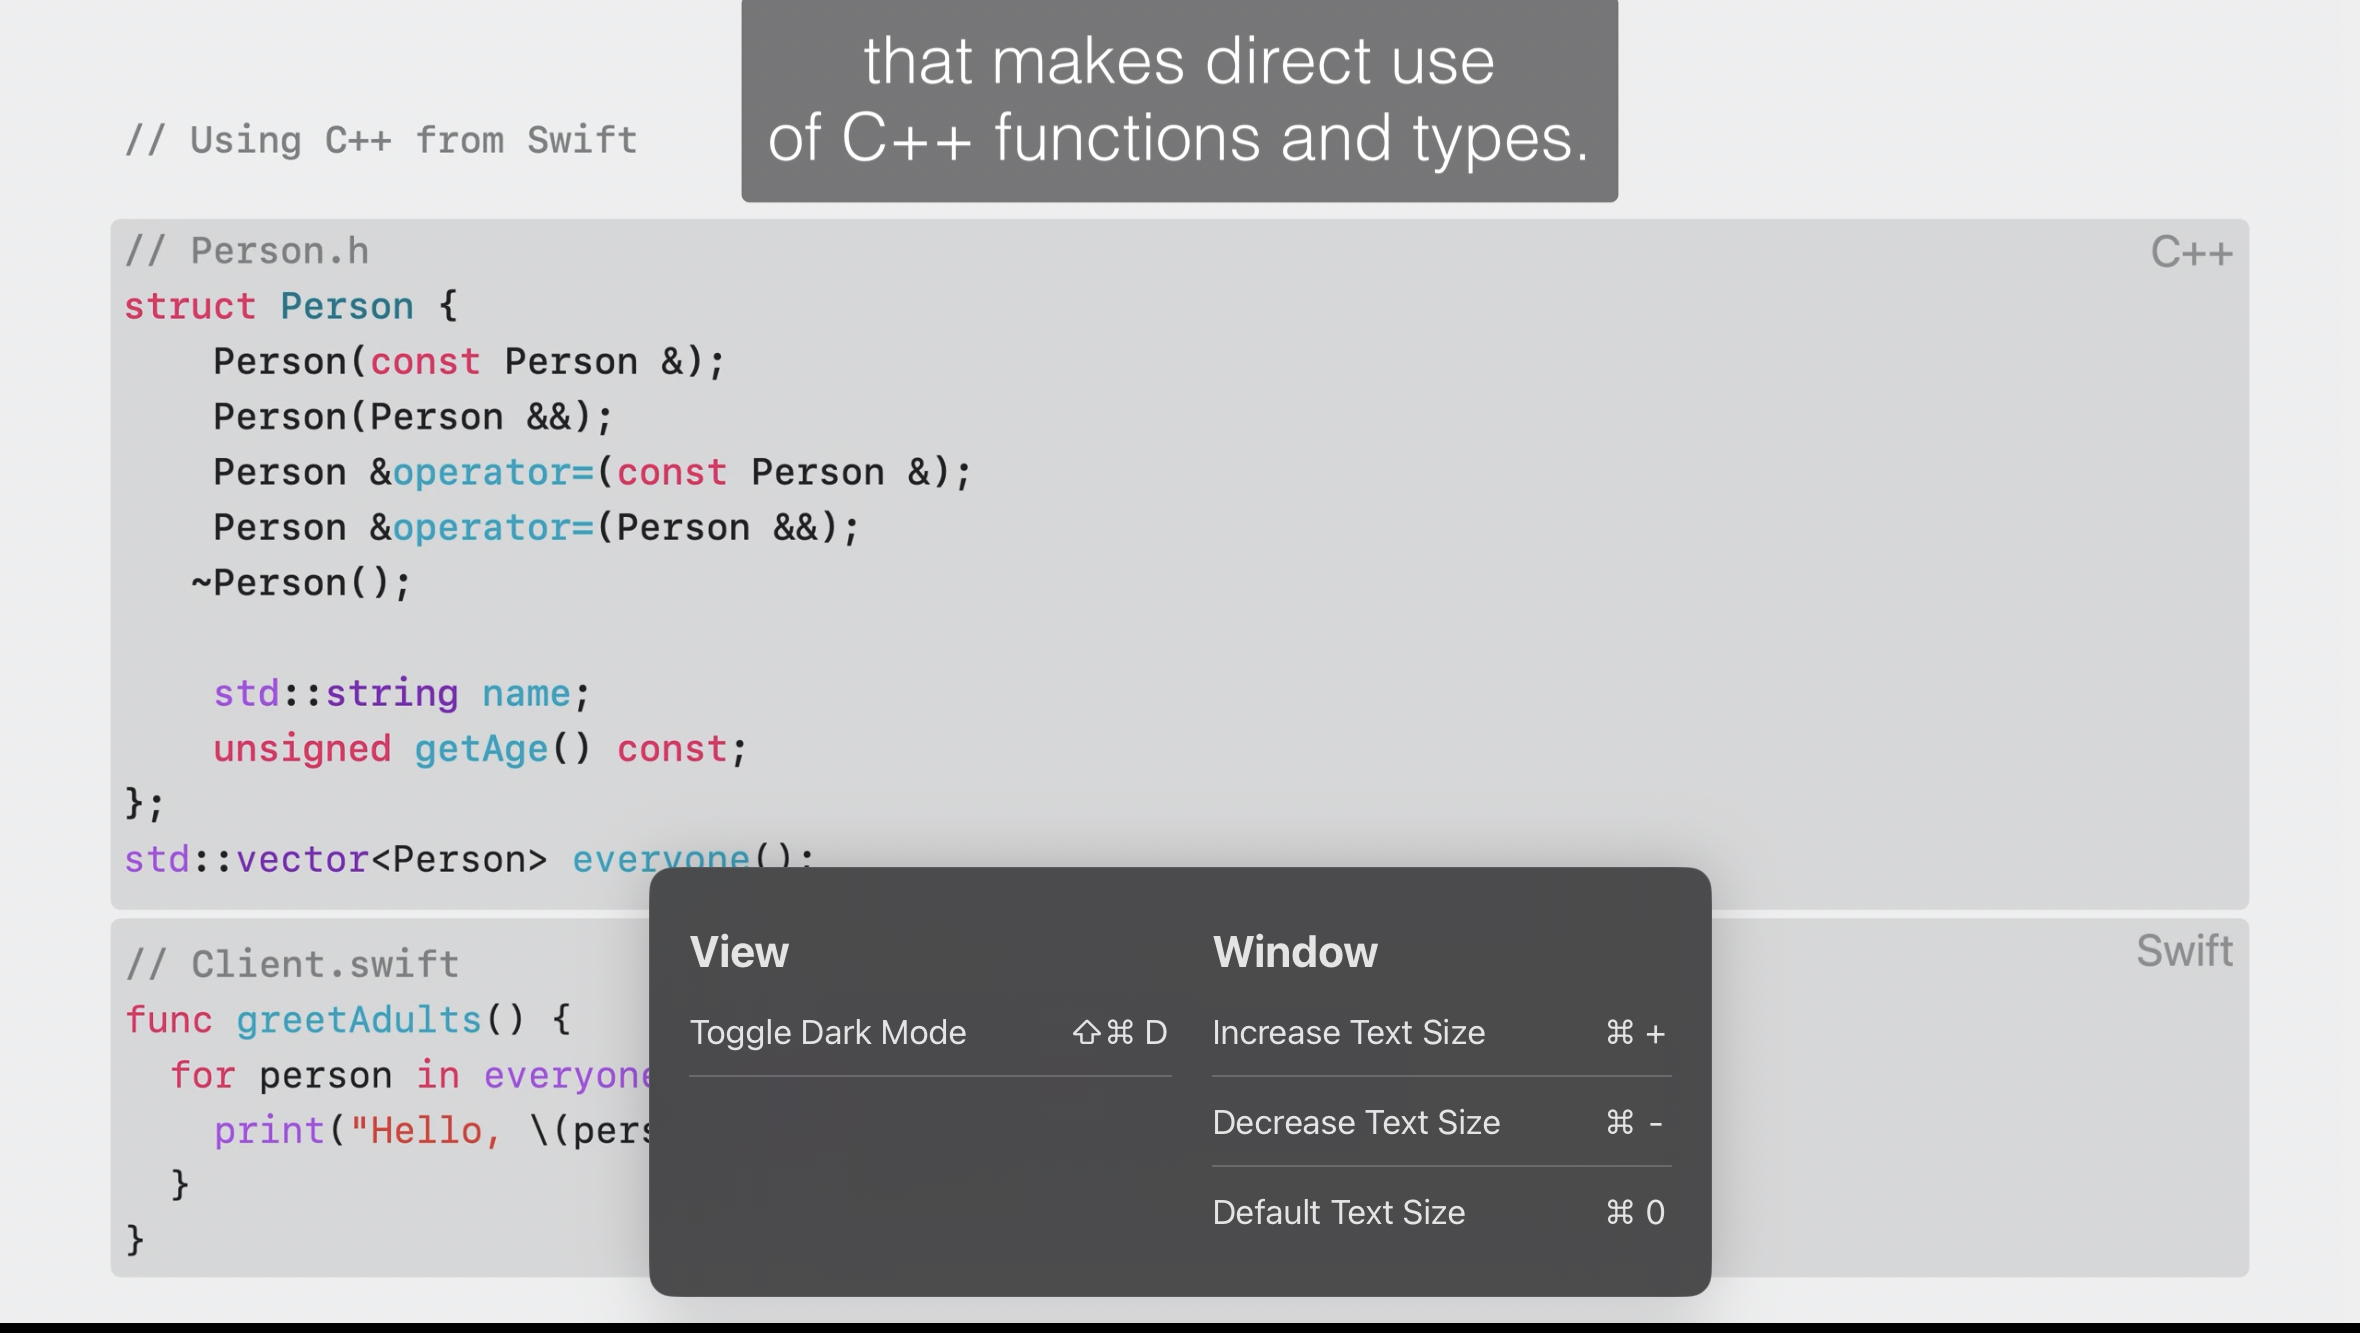 that makes direct use
of C++ functions and types.
// Using C++ from Swift
// Person.h
C++
struct Person {
Person(const Person &);
Person(Person &&);
Person &operator=(const Person &);
Person &operator=(Person &&);
~Person();
std::string name;
unsigned getAge() const;
};
std::vector<Person> everyone();
// Client.swift
Swift
func greetAdults() {
for person in everyone
print("Hello, \(pers
}
}
View
Toggle Dark Mode ⇧⌘ D
Window
Increase Text Size ⌘ +
Decrease Text Size ⌘ -
Default Text Size ⌘ 0